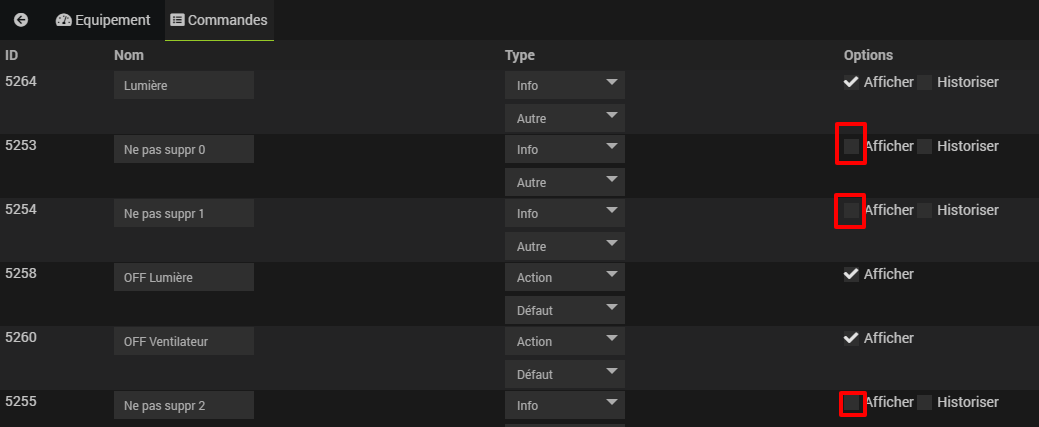 Equipement Commandes
ID Nom Type Options
5264 Lumière Info Afficher Historiser
Autre
5253 Ne pas suppr 0 Info Afficher Historiser
Autre
5254 Ne pas suppr 1 Info Afficher Historiser
Autre
5258 OFF Lumière Action Afficher
Défaut
5260 OFF Ventilateur Action Afficher
Défaut
5255 Ne pas suppr 2 Info Afficher Historiser